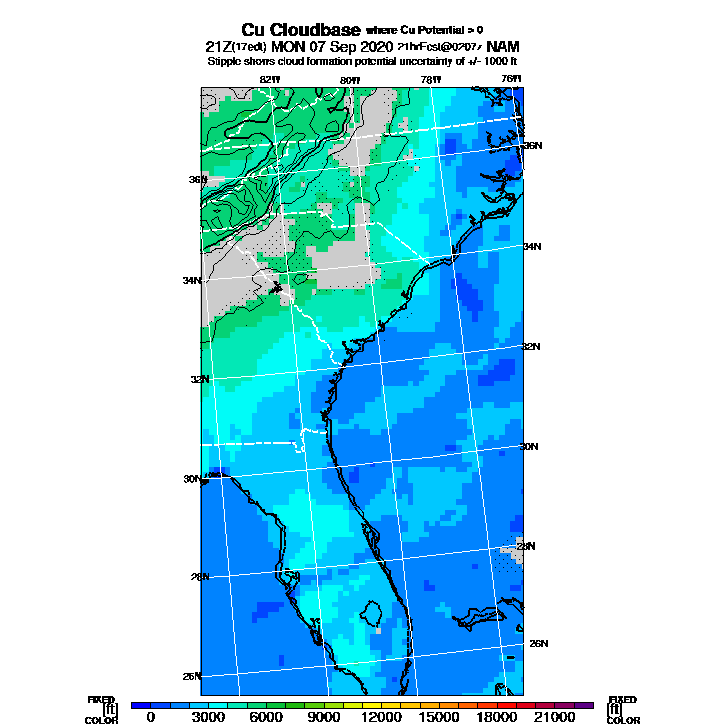 Cu Cloudbase where Cu Potential > 0
21Z(17edt) MON 07 Sep 2020 21hrFcst@0207z NAM
Stipple shows cloud formation potential uncertainty of +/- 1000 ft
82W 80W 78W 76W
36N
36N
34N
34N
32N
32N
30N
30N
28N
28N
26N
26N
FIXED FIXED
[ft] [ft]
COLOR COLOR
0 3000 6000 9000 12000 15000 18000 21000